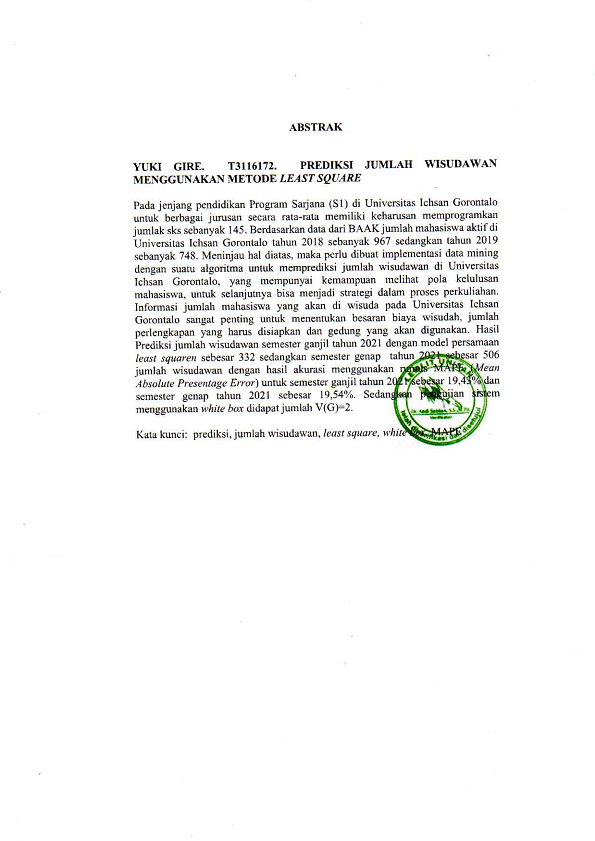 ABSTRAK
YUKI GIRE. T3116172. PREDIKSI JUMLAH WISUDAWAN
MENGGUNAKAN METODE LEAST SQUARE
Pada jenjang pendidikan Program Sarjana (S1) di Universitas Ichsan Gorontalo
untuk berbagai jurusan secara rata-rata memiliki keharusan memprogramkan
jumlak sks sebanyak 145. Berdasarkan data dari BAAK jumlah mahasiswa aktif di
Universitas Ichsan Gorontalo tahun 2018 sebanyak 967 sedangkan tahun 2019
sebanyak 748. Meninjau hal diatas, maka perlu dibuat implementasi data mining
dengan suatu algoritma untuk memprediksi jumlah wisudawan di Universitas
Ichsan Gorontalo, yang mempunyai kemampuan melihat pola kelulusan
mahasiswa, untuk selanjutnya bisa menjadi strategi dalam proses perkuliahan.
Informasi jumlah mahasiswa yang akan di wisuda pada Universitas Ichsan
Gorontalo sangat penting untuk menentukan besaran biaya wisudah, jumlah
perlengkapan yang harus disiapkan dan gedung yang akan digunakan. Hasil
Prediksi jumlah wisudawan semester ganjil tahun 2021 dengan model persamaan
least squaren sebesar 332 sedangkan semester genap tahun 2021 sebesar 506
jumlah wisudawan dengan hasil akurasi menggunakan MAPE (Mean
Absolute Presentage Error) untuk semester ganjil tahun 2021 sebesar 19,43% dan
semester genap tahun 2021 sebesar 19,54%. Sedangkan pengujian sistem
menggunakan white box didapat jumlah V(G)=2.
Kata kunci: prediksi, jumlah wisudawan, least square, white box, MAPE